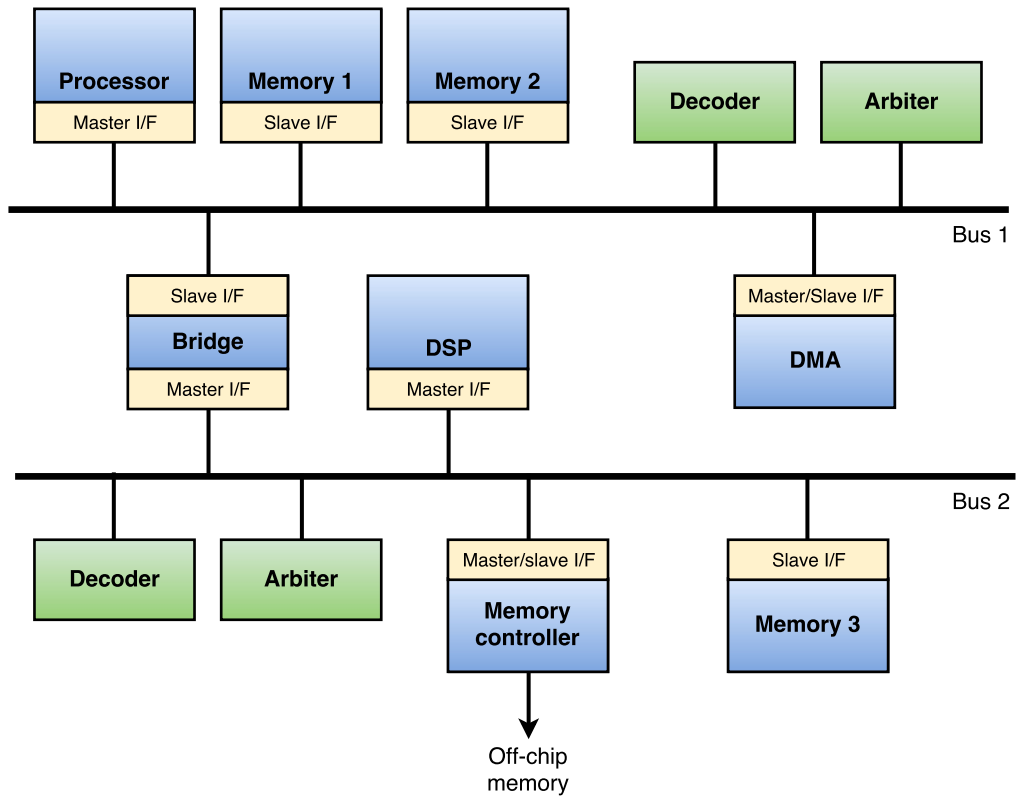 Processor
Master I/F
Memory 1
Slave I/F
Memory 2
Slave I/F
Decoder
Arbiter
Bus 1
Slave I/F
Bridge
Master I/F
DSP
Master I/F
Master/Slave I/F
DMA
Bus 2
Decoder
Arbiter
Master/slave I/F
Memory
controller
Slave I/F
Memory 3
Off-chip
memory